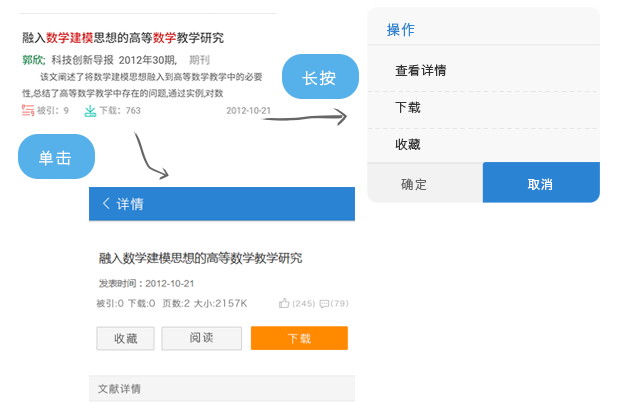 融入数学建模思想的高等数学教学研究
郭欣; 科技创新导报 2012年30期, 期刊
该文阐述了将数学建模思想融入到高等数学教学中的必要
性,总结了高等数学教学中存在的问题,通过实例,对数
被引: 9 下载: 763 2012-10-21
长按
单击
操作
查看详情
下载
收藏
确定 取消
详情
融入数学建模思想的高等数学教学研究
发表时间:2012-10-21
被引:0 下载:0 页数:2 大小:2157K (245) (79)
收藏 阅读 下载
文献详情